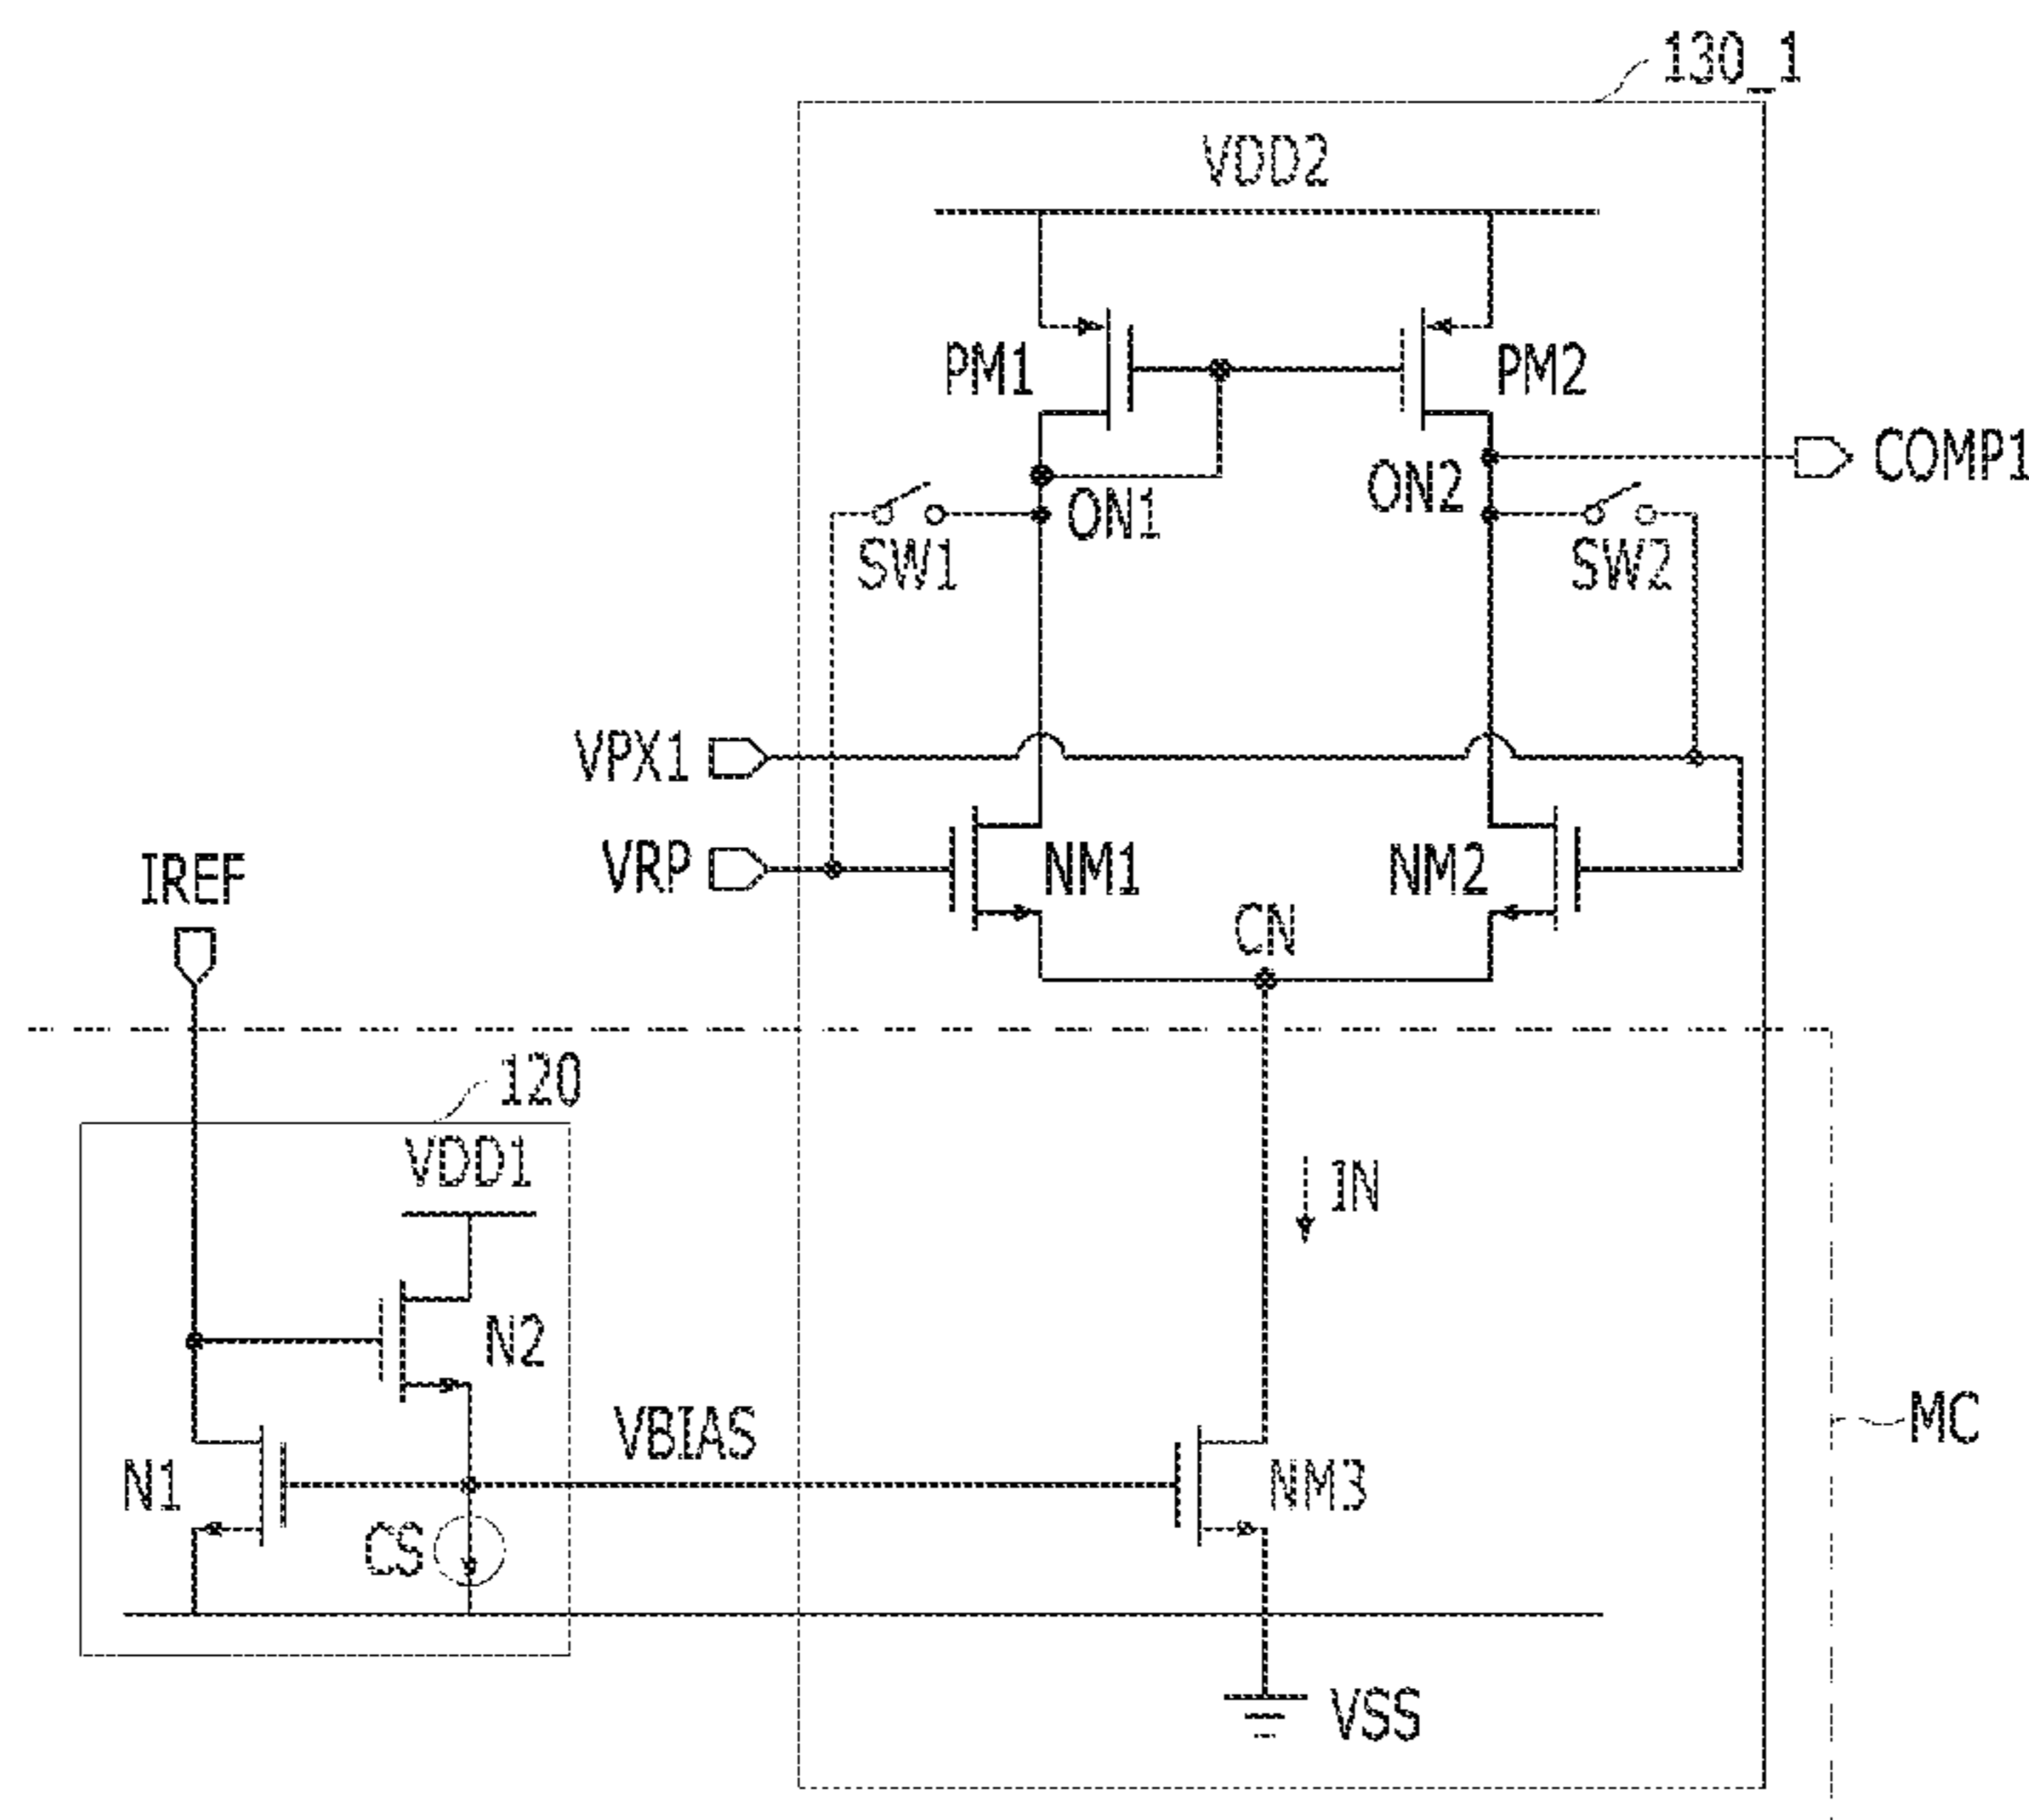 130_1
VDD2
PM1
PM2
COMP1
ON1
ON2
SW1
SW2
VPX1
VRP
NM1
NM2
IREF
CN
120
VDD1
IN
N2
MC
VBIAS
N1
NM3
CS
VSS